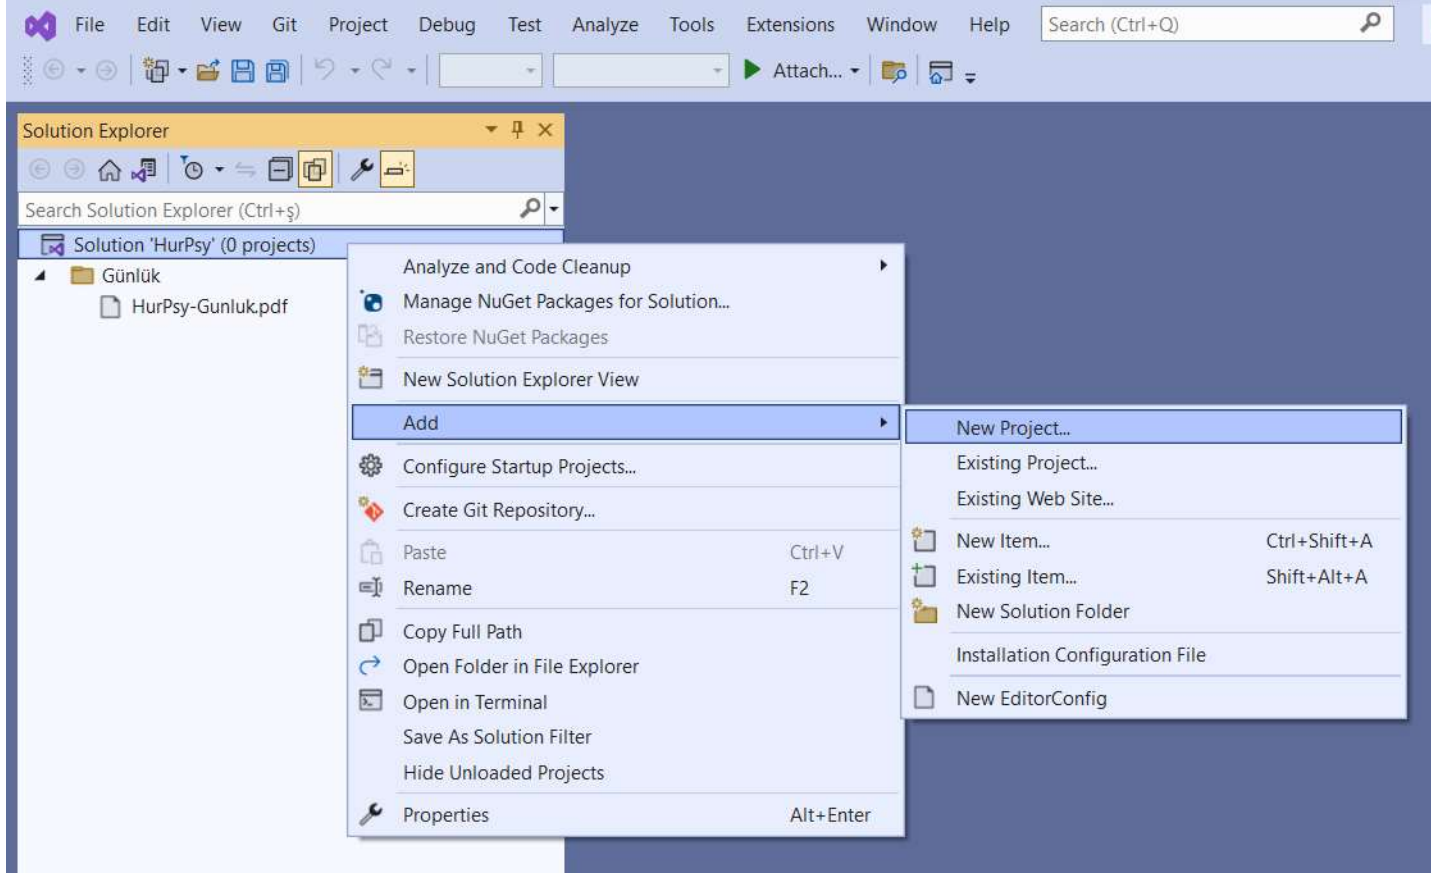 File Edit View Git Project Debug Test Analyze Tools Extensions Window Help Search (Ctrl+Q)
Attach...
Solution Explorer
Search Solution Explorer (Ctrl+ş)
Solution 'HurPsy' (0 projects)
Günlük
HurPsy-Gunluk.pdf
Analyze and Code Cleanup
Manage NuGet Packages for Solution...
Restore NuGet Packages
New Solution Explorer View
Add
Configure Startup Projects...
Create Git Repository...
Paste Ctrl+V
Rename F2
Copy Full Path
Open Folder in File Explorer
Open in Terminal
Save As Solution Filter
Hide Unloaded Projects
Properties Alt+Enter
New Project...
Existing Project...
Existing Web Site...
New Item... Ctrl+Shift+A
Existing Item... Shift+Alt+A
New Solution Folder
Installation Configuration File
New EditorConfig